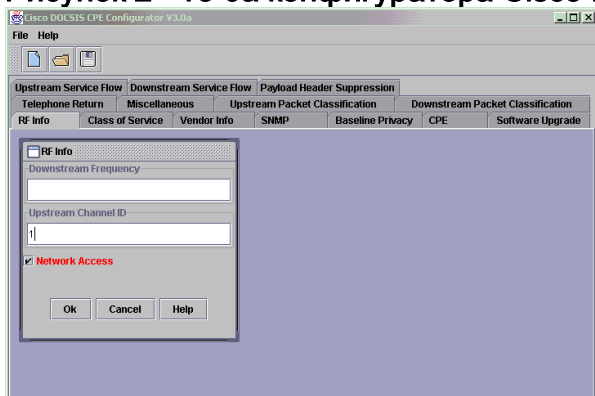 Рисунок 2 - ГUI-за конфигуратора Cisco
Cisco DOCSIS CPE Configurator V3.0a
File Help
Upstream Service Flow Downstream Service Flow Payload Header Suppression
Telephone Return Miscellaneous Upstream Packet Classification Downstream Packet Classification
RF Info Class of Service Vendor Info SNMP Baseline Privacy CPE Software Upgrade
RF Info
Downstream Frequency
Upstream Channel ID
1
Network Access
Ok Cancel Help